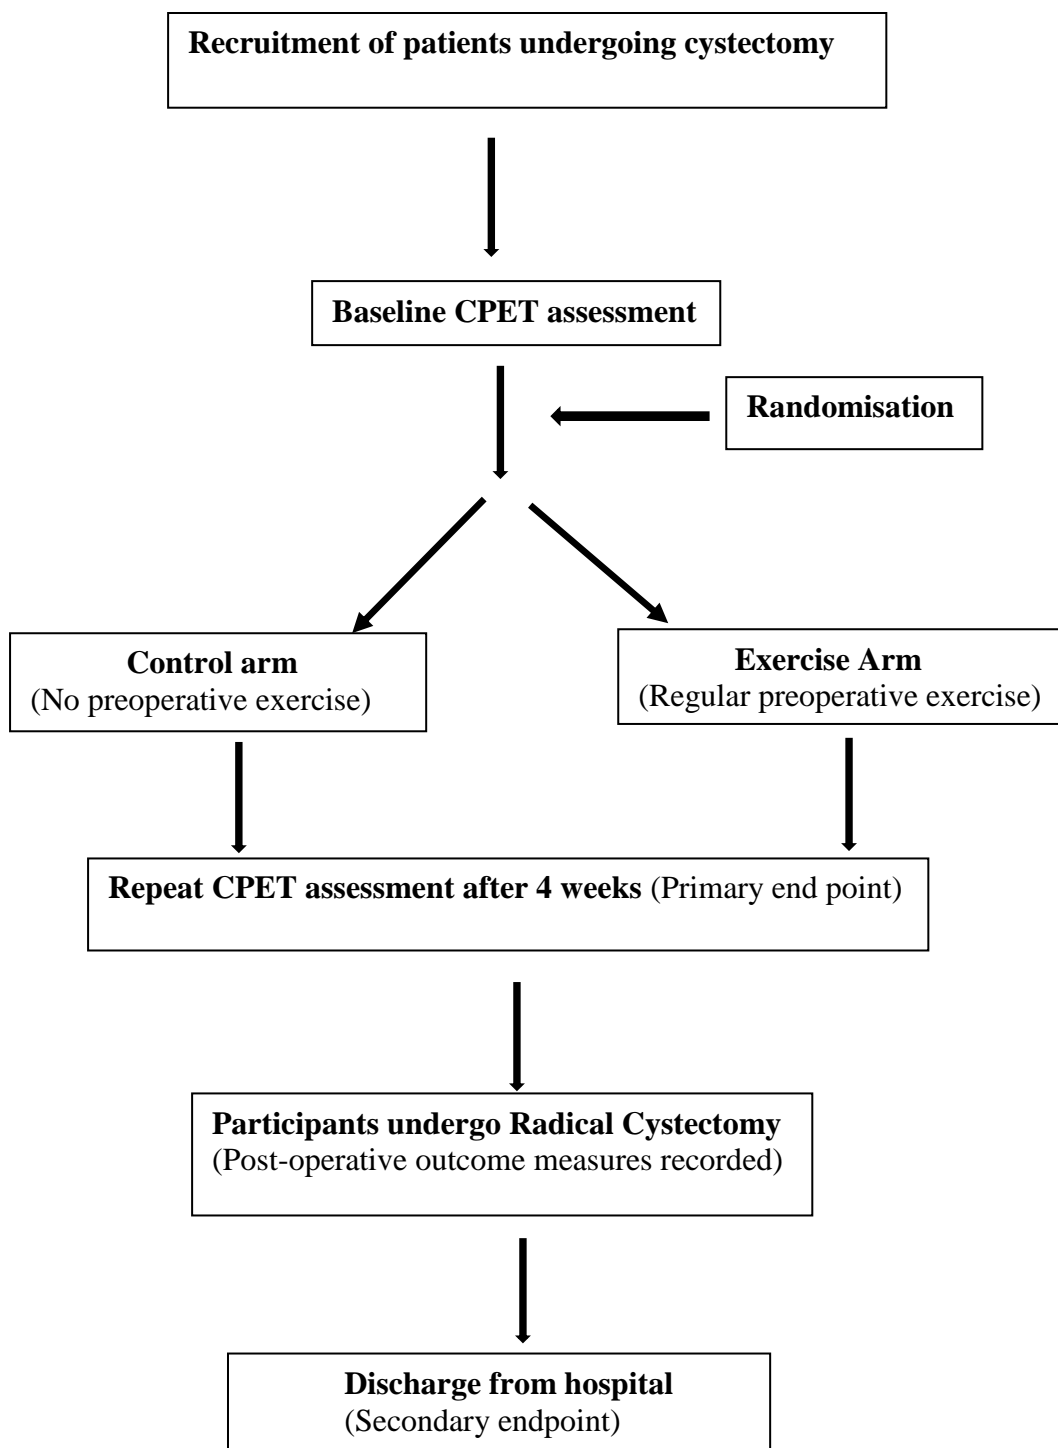 Recruitment of patients undergoing cystectomy
Baseline CPET assessment
Randomisation
Control arm
(No preoperative exercise)
Exercise Arm
(Regular preoperative exercise)
Repeat CPET assessment after 4 weeks (Primary end point)
Participants undergo Radical Cystectomy
(Post-operative outcome measures recorded)
Discharge from hospital
(Secondary endpoint)